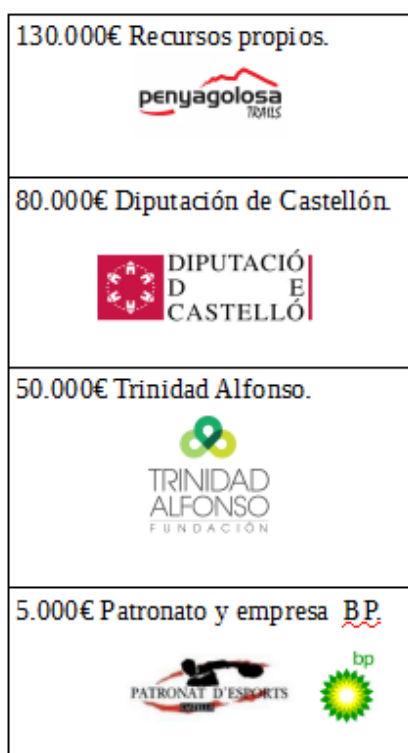 130.000€ Recursos propios.
penyagolosa
TRAILS
80.000€ Diputación de Castellón.
DIPUTACIÓ
D E
CASTELLÓ
50.000€ Trinidad Alfonso.
TRINIDAD
ALFONSO
FUNDACIÓN
5.000€ Patronato y empresa BP.
bp
PATRONAT D'ESPORTS